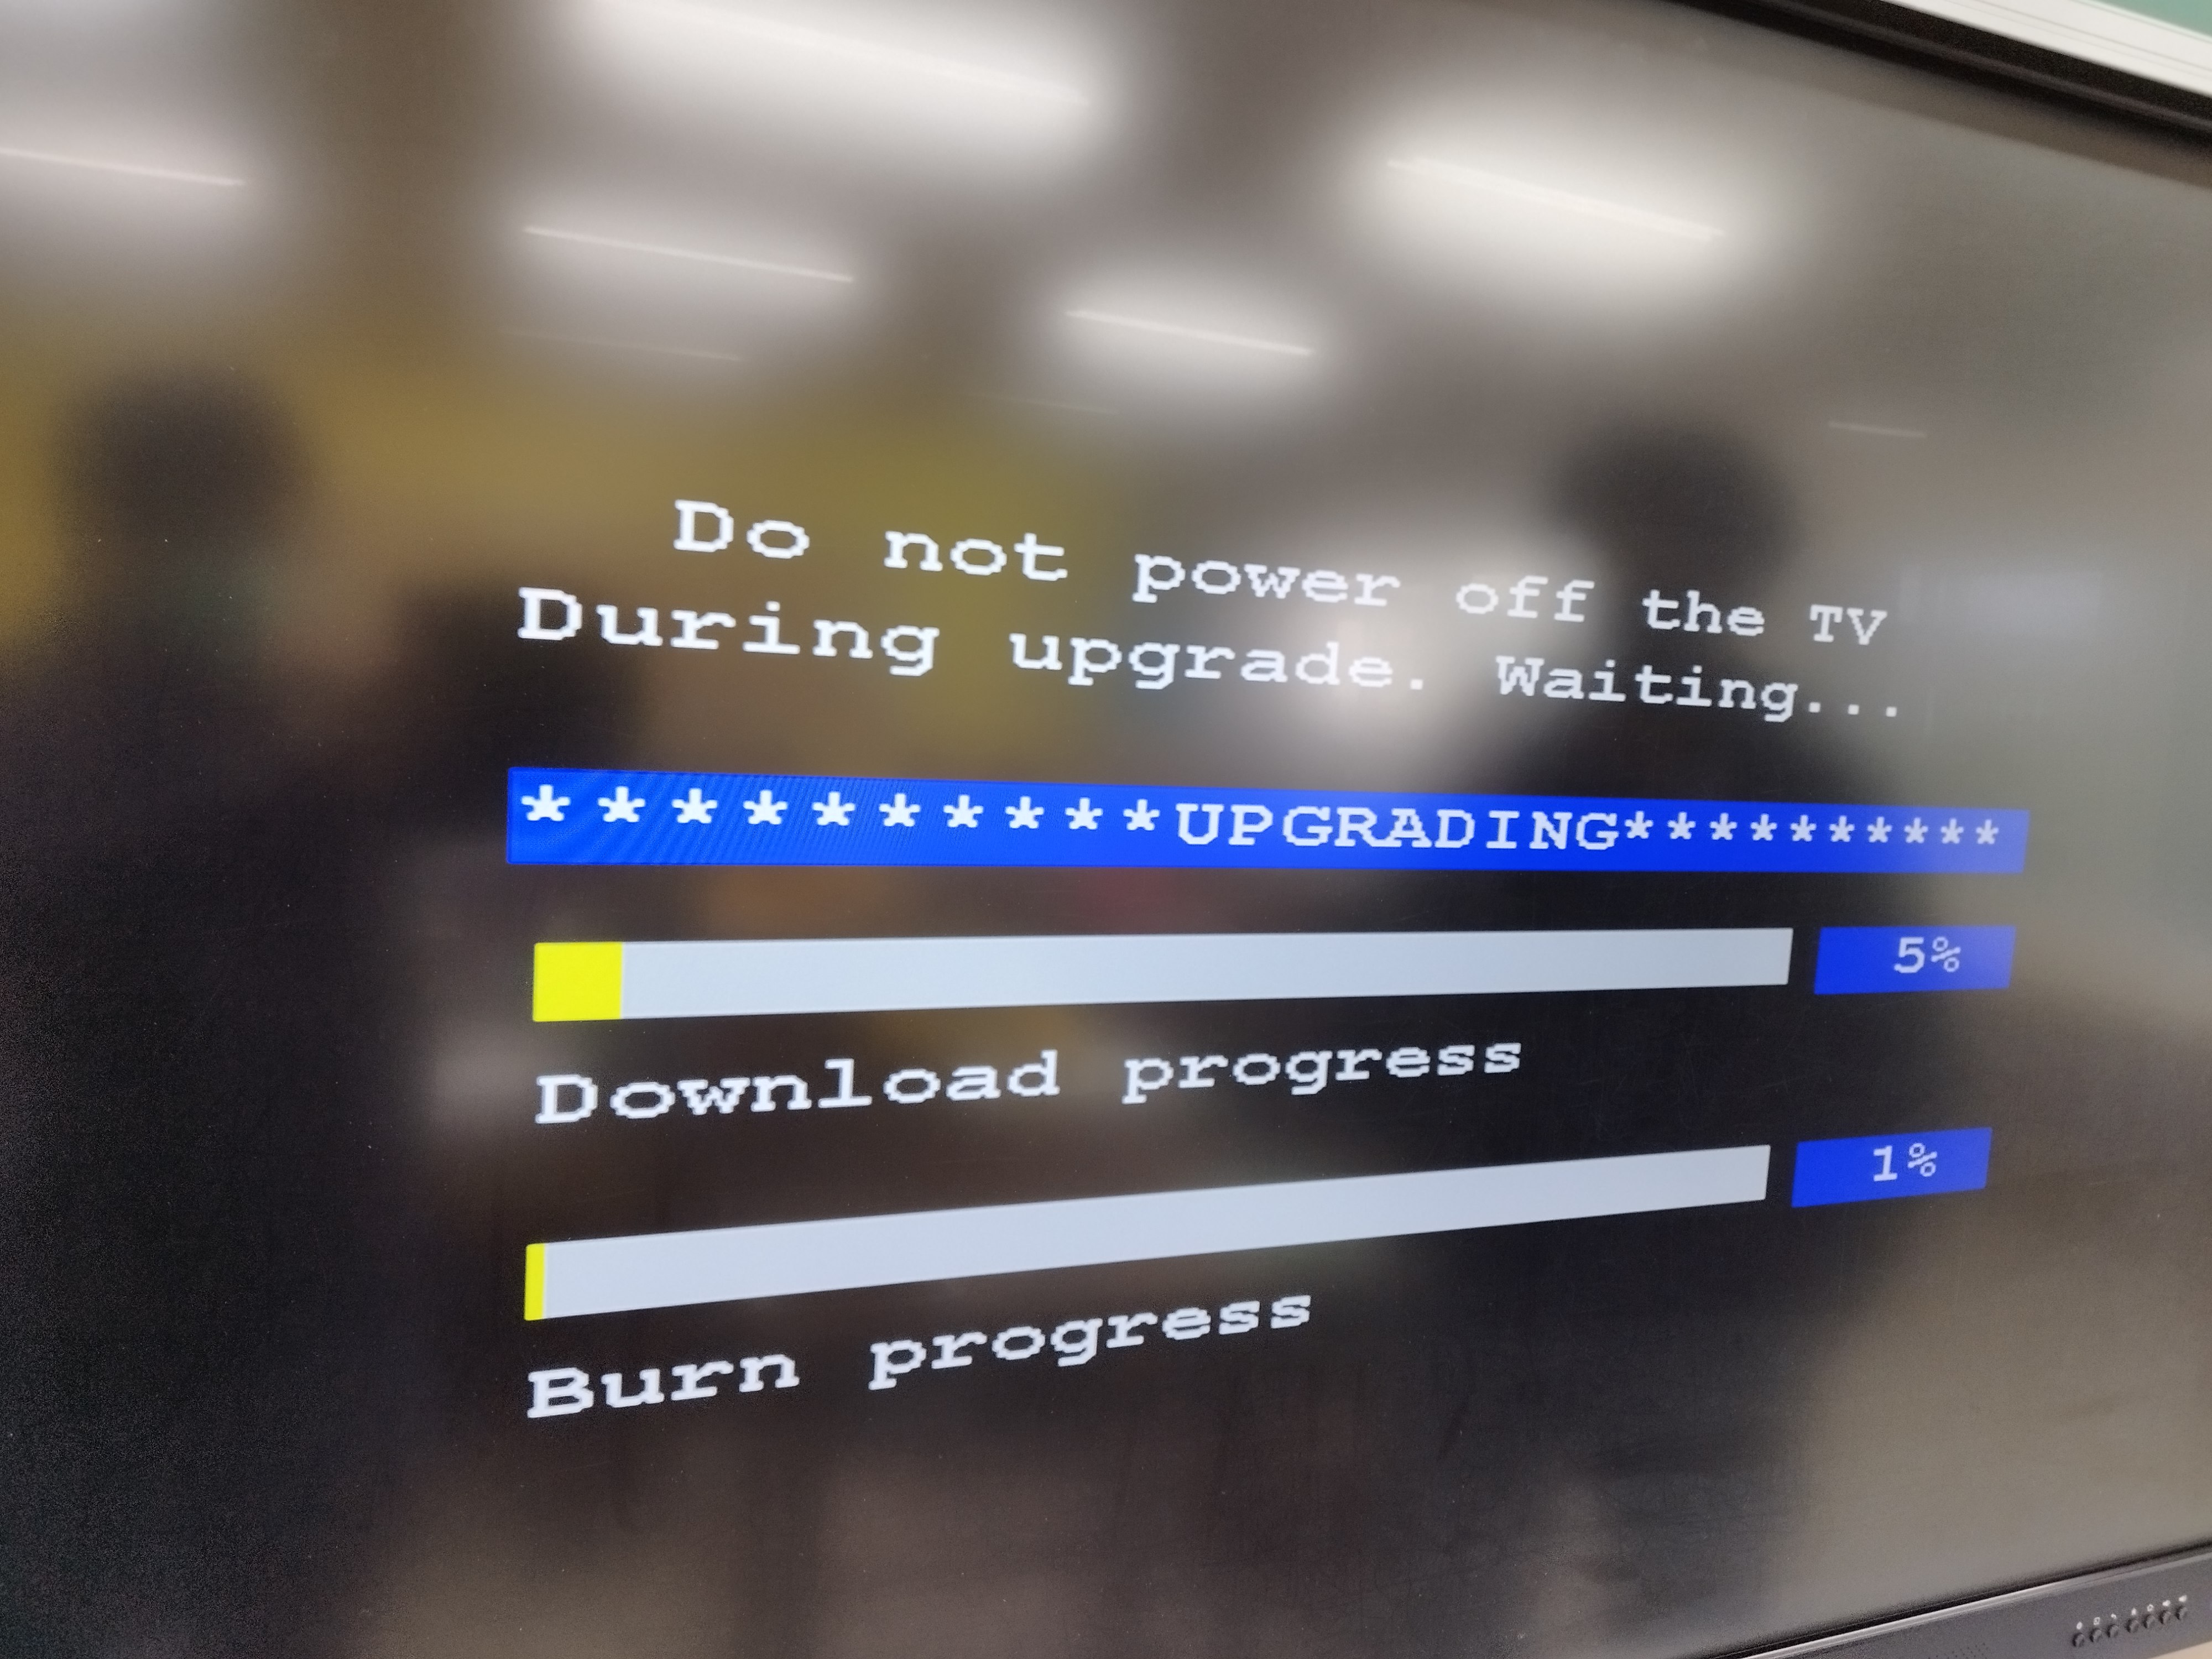 Do not power off the TV
During upgrade. Waiting...
**********UPGRADING**********
5%
Download progress
1%
Burn progress